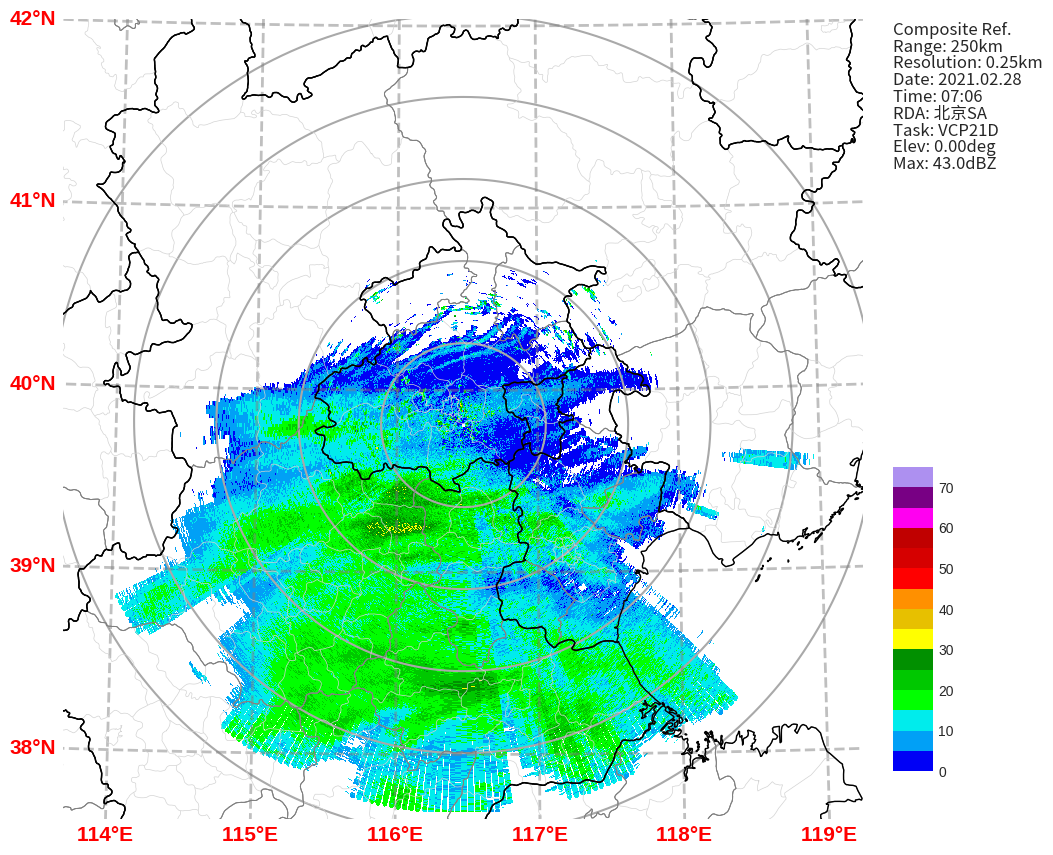 42°N
41°N
40°N
39°N
38°N
114°E
115°E
116°E
117°E
118°E
119°E
Composite Ref.
Range: 250km
Resolution: 0.25km
Date: 2021.02.28
Time: 07:06
RDA: 北京SA
Task: VCP21D
Elev: 0.00deg
Max: 43.0dBZ
70
60
50
40
30
20
10
0